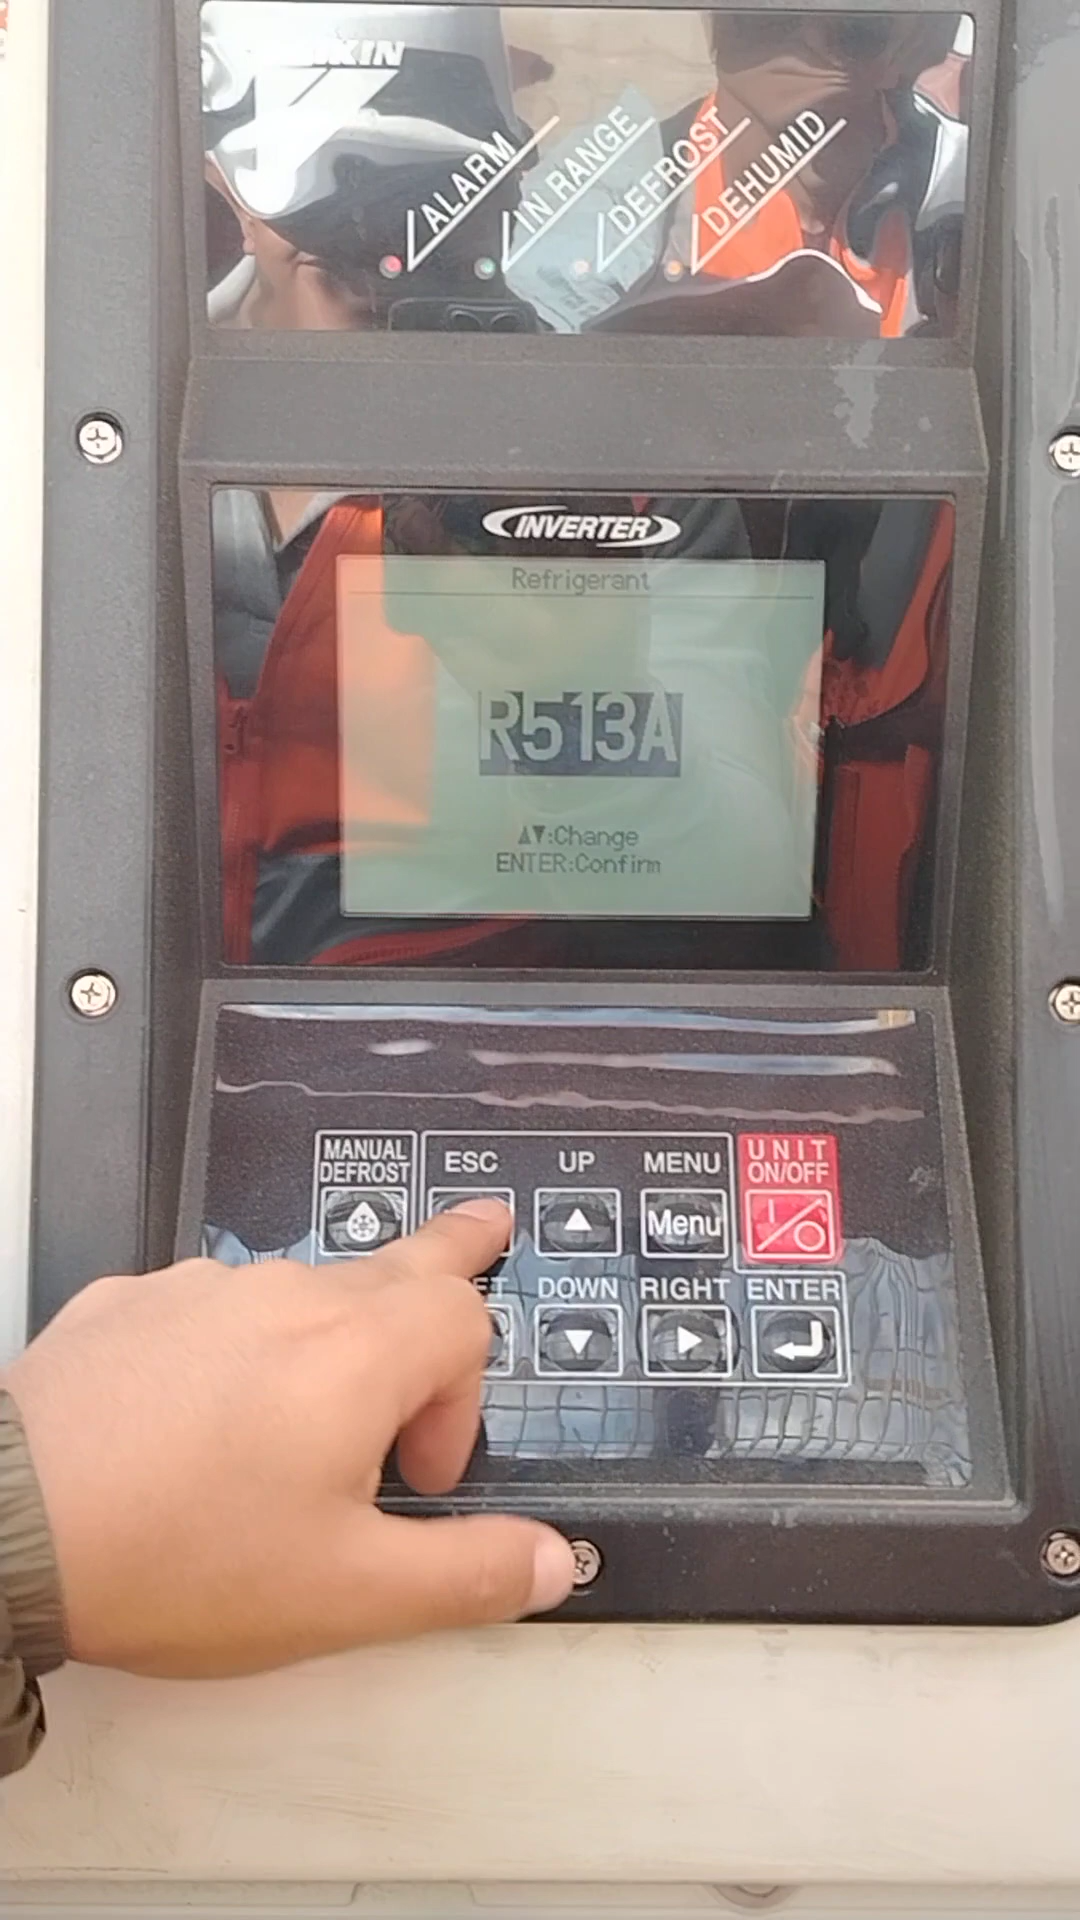 ALARM
IN RANGE
DEFROST
DEHUMID
INVERTER
Refrigerant
R513A
▲▼:Change
ENTER:Confirm
MANUAL
DEFROST
ESC
UP
MENU
UNIT
ON/OFF
Menu
DOWN
RIGHT
ENTER